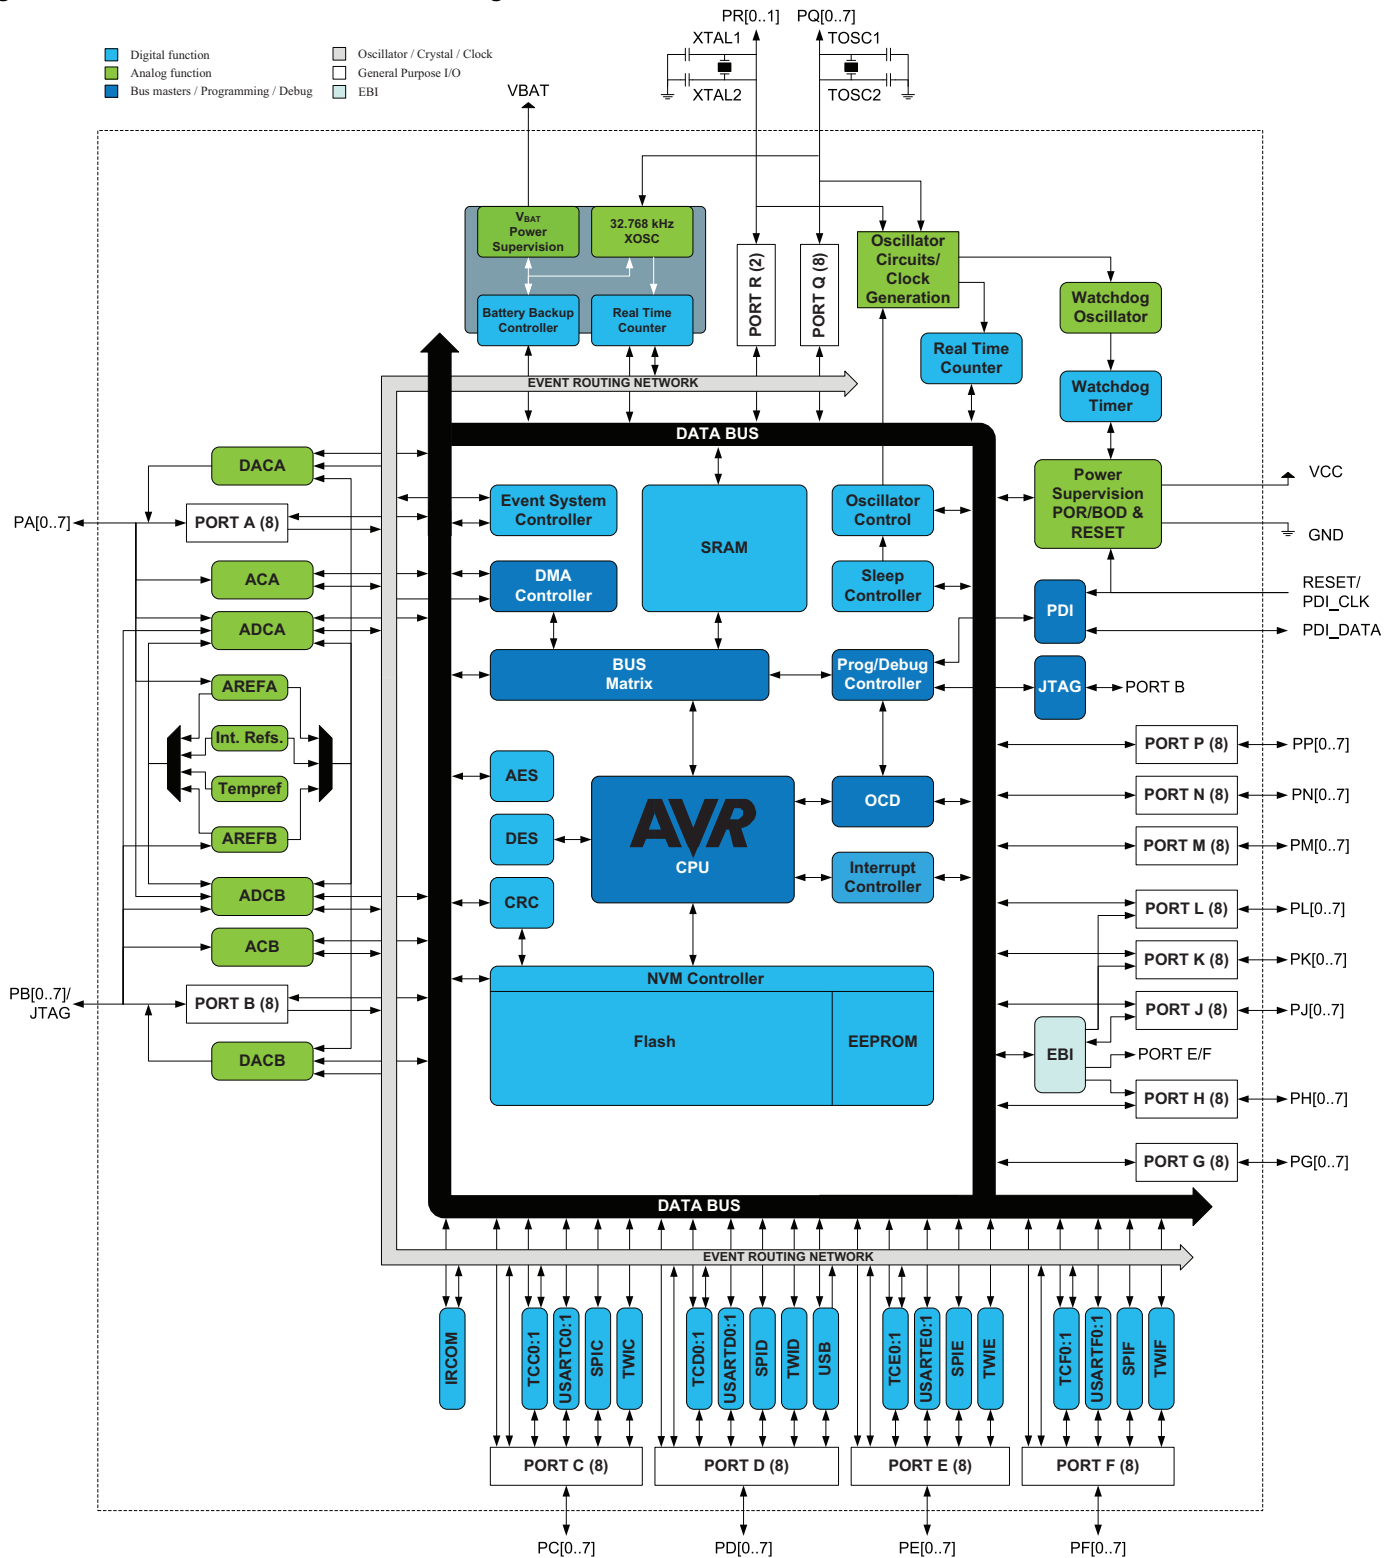 PR[0..1]
PQ[0..7]
XTAL1
TOSC1
XTAL2
TOSC2
Digital function
Analog function
Bus masters / Programming / Debug
Oscillator / Crystal / Clock
General Purpose I/O
EBI
VBAT
VBAT
Power
Supervision
32.768 kHz
XOSC
Battery Backup
Controller
Real Time
Counter
PORT R (2)
PORT Q (8)
Oscillator
Circuits/
Clock
Generation
Watchdog
Oscillator
Real Time
Counter
Watchdog
Timer
EVENT ROUTING NETWORK
DATA BUS
Power
Supervision
POR/BOD &
RESET
VCC
GND
RESET/
PDI_CLK
PDI_DATA
PDI
JTAG
PORT B
DACA
PA[0..7]
PORT A (8)
ACA
ADCA
AREFA
Int. Refs.
Tempref
AREFB
ADCB
ACB
PB[0..7]/
JTAG
PORT B (8)
DACB
Event System
Controller
SRAM
Oscillator
Control
DMA
Controller
Sleep
Controller
BUS
Matrix
Prog/Debug
Controller
AES
DES
CRC
AVR
CPU
OCD
Interrupt
Controller
NVM Controller
Flash
EEPROM
PORT P (8)
PP[0..7]
PORT N (8)
PN[0..7]
PORT M (8)
PM[0..7]
PORT L (8)
PL[0..7]
PORT K (8)
PK[0..7]
PORT J (8)
PJ[0..7]
EBI
PORT E/F
PORT H (8)
PH[0..7]
PORT G (8)
PG[0..7]
DATA BUS
EVENT ROUTING NETWORK
IRCOM
TCC0:1
USARTC0:1
SPIC
TWIC
TCD0:1
USARTD0:1
SPID
TWID
USB
TCE0:1
USARTE0:1
SPIE
TWIE
TCF0:1
USARTF0:1
SPIF
TWIF
PORT C (8)
PORT D (8)
PORT E (8)
PORT F (8)
PC[0..7]
PD[0..7]
PE[0..7]
PF[0..7]